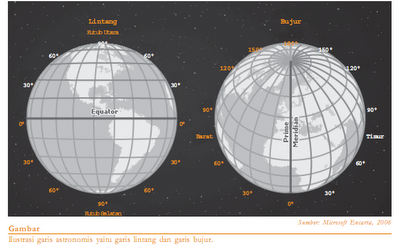 Lintang
Kutub Utara
90°
60° 60°
30° 30°
Equator
0° 0°
30° 30°
60° 60°
90°
Kutub Selatan
Bujur
150° 150°
120° 120°
90°
Barat Timur
Prime Meridian
60° 60°
30° 30°
0°
Sumber: Microsoft Encarta, 2006
Gambar
Ilustrasi garis astronomis yaitu garis lintang dan garis bujur.